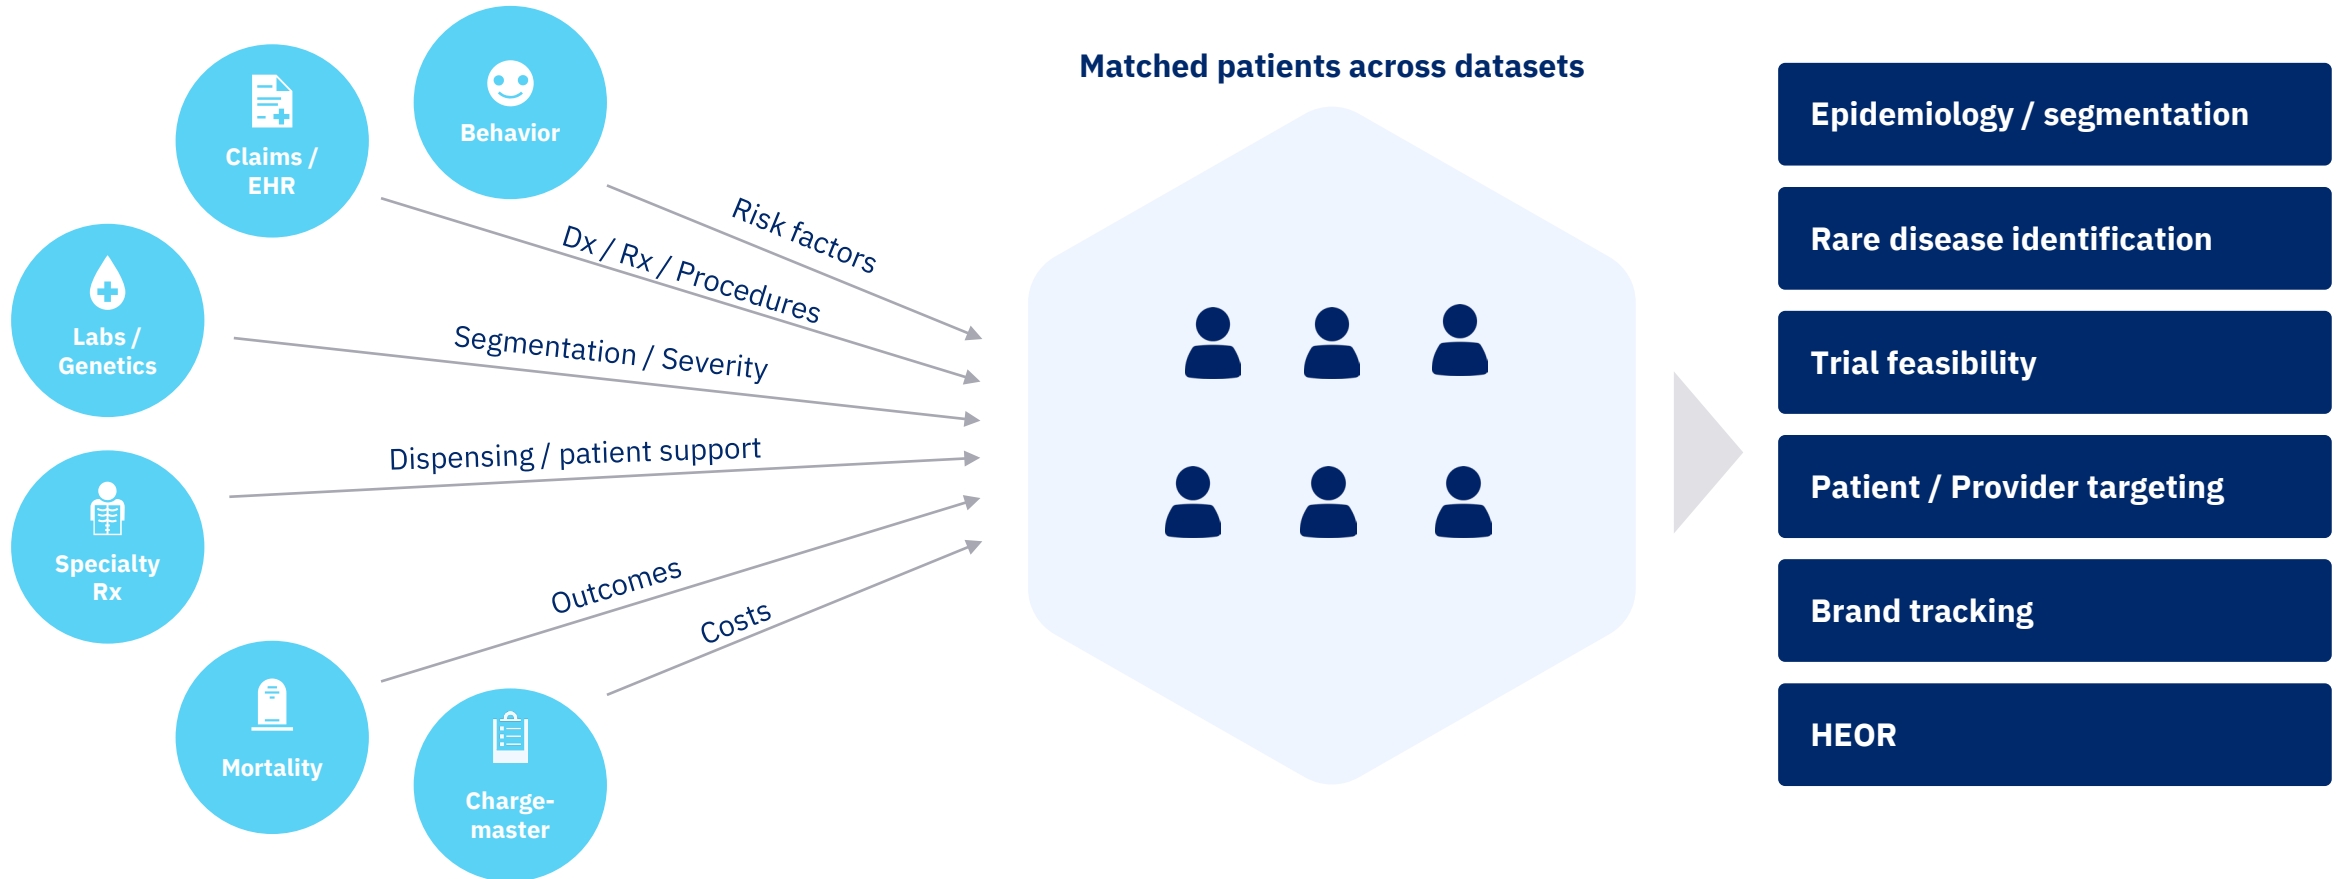 Behavior
Claims /
EHR
Labs /
Genetics
Specialty
Rx
Mortality
Charge-
master
Risk factors
Dx / Rx / Procedures
Segmentation / Severity
Dispensing / patient support
Outcomes
Costs
Matched patients across datasets
Epidemiology / segmentation
Rare disease identification
Trial feasibility
Patient / Provider targeting
Brand tracking
HEOR